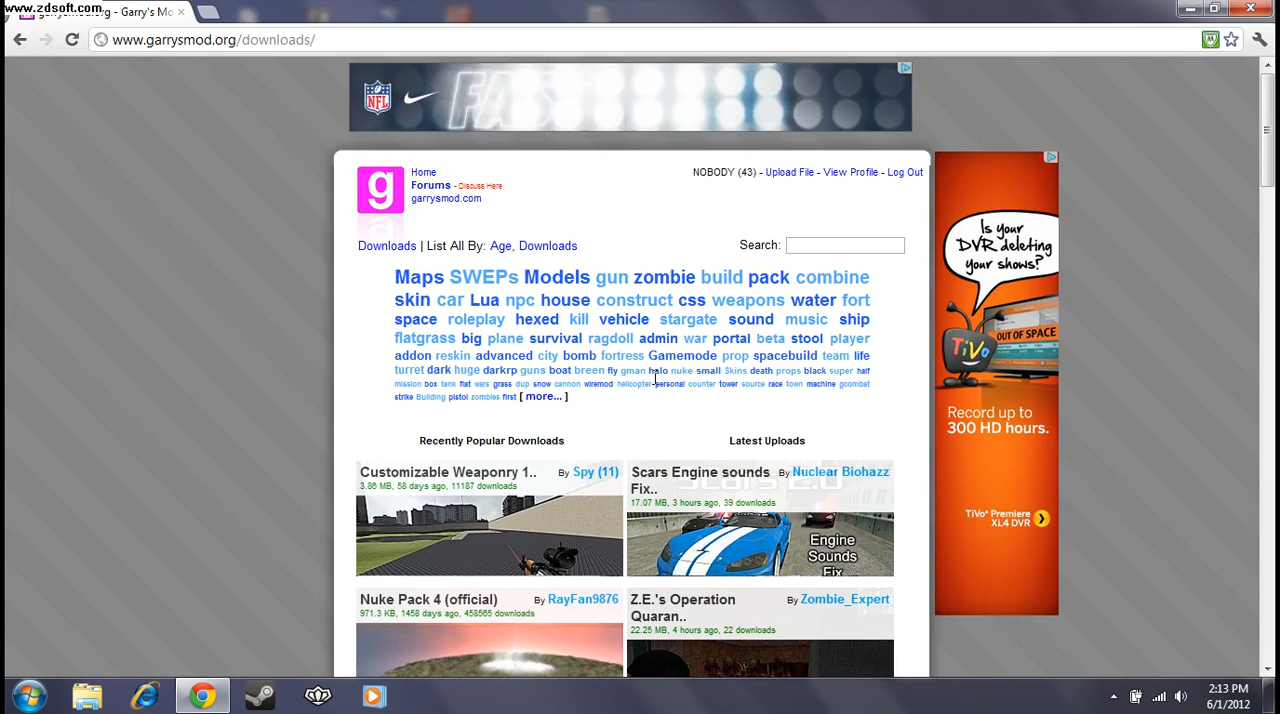 www.zdsoft.com
garrysmod.org - Garry's Mo
www.garrysmod.org/downloads/
NFL
FAS
g
Home
Forums - Discuss Here
garrysmod.com
NOBODY (43) - Upload File - View Profile - Log Out
Downloads | List All By: Age, Downloads
Search:
Maps SWEPs Models gun zombie build pack combine
skin car Lua npc house construct css weapons water fort
space roleplay hexed kill vehicle stargate sound music ship
flatgrass big plane survival ragdoll admin war portal beta stool player
addon reskin advanced city bomb fortress Gamemode prop spacebuild team life
turret dark huge darkrp guns boat breen fly gman halo nuke small Skins death props black super half
mission box tank flat wars grass dup snow cannon wiremod helicopter personal counter tower source race town machine gcombat
strike Building pistol zombies first [ more... ]
Recently Popular Downloads
Latest Uploads
Customizable Weaponry 1..
By Spy (11)
3.86 MB, 58 days ago, 11187 downloads
Scars Engine sounds
Fix..
By Nuclear Biohazz
17.07 MB, 3 hours ago, 39 downloads
Engine
Sounds
Fix
Nuke Pack 4 (official)
By RayFan9876
971.3 KB, 1458 days ago, 458565 downloads
Z.E.'s Operation
Quaran..
By Zombie_Expert
22.25 MB, 4 hours ago, 22 downloads
Is your
DVR deleting
your shows?
OUT OF SPACE
TiVo
Record up to
300 HD hours.
TiVo® Premiere
XL4 DVR
2:13 PM
6/1/2012